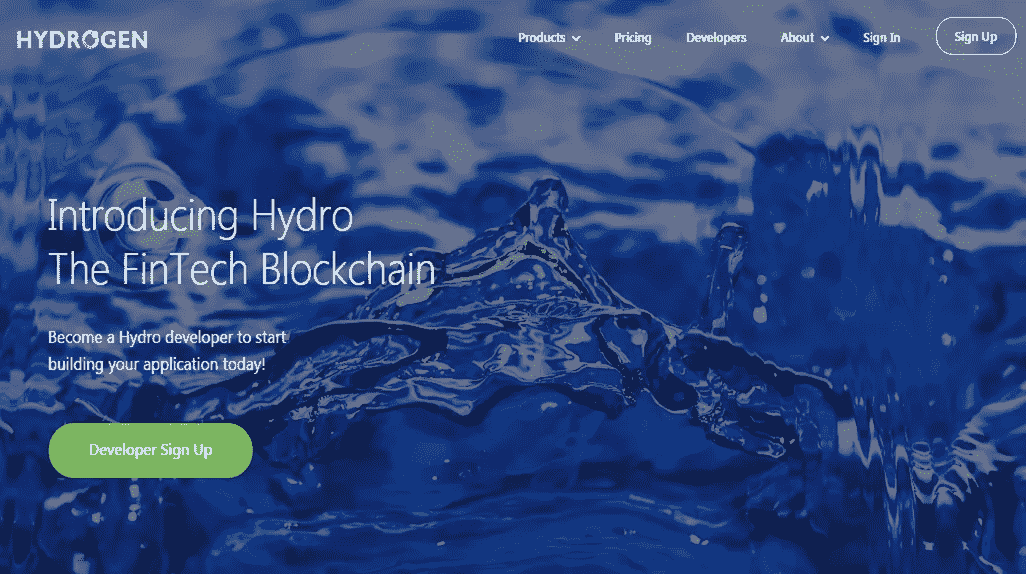 HYDROGEN
Products
Pricing
Developers
About
Sign In
Sign Up
Introducing Hydro
The FinTech Blockchain
Become a Hydro developer to start
building your application today!
Developer Sign Up